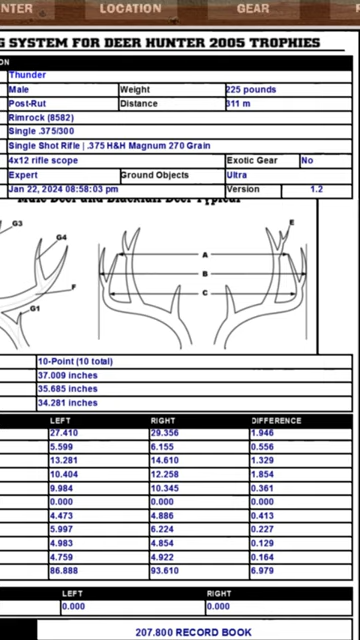 NTER LOCATION GEAR
G SYSTEM FOR DEER HUNTER 2005 TROPHIES
ON
Thunder
Male Weight 225 pounds
Post-Rut Distance 311 m
Rimrock (8582)
Single .375/300
Single Shot Rifle | .375 H&H Magnum 270 Grain
4x12 rifle scope Exotic Gear No
Expert Ground Objects Ultra
Jan 22, 2024 08:58:03 pm Version 1.2
Mule Deer and Blacktail Deer Typical
G3
G4
F
G1
E
A
B
C
10-Point (10 total)
37.009 inches
35.685 inches
34.281 inches
LEFT RIGHT DIFFERENCE
27.410 29.356 1.946
5.599 6.155 0.556
13.281 14.610 1.329
10.404 12.258 1.854
9.984 10.345 0.361
0.000 0.000 0.000
4.473 4.886 0.413
5.997 6.224 0.227
4.983 4.854 0.129
4.759 4.922 0.164
86.888 93.610 6.979
LEFT RIGHT
0.000 0.000
207.800 RECORD BOOK